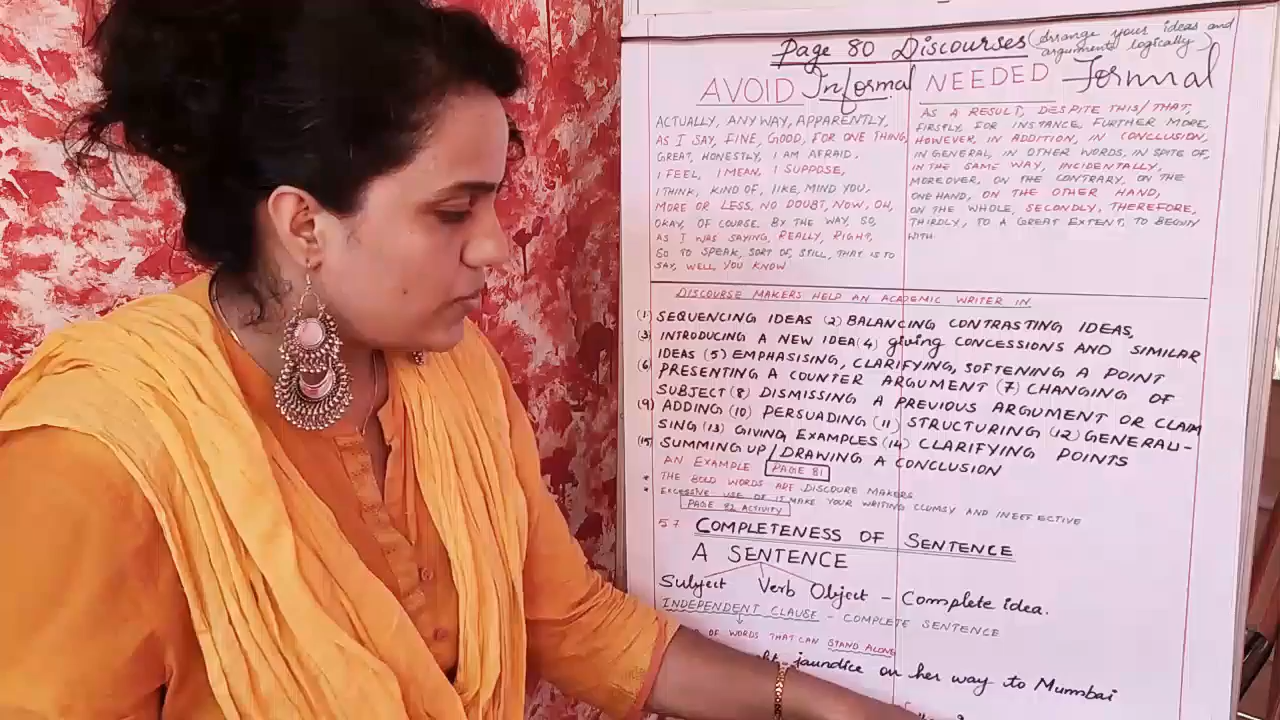 Page 80 Discourses (Arrange your ideas and
arguments logically)
AVOID Informal
ACTUALLY, ANYWAY, APPARENTLY,
AS I SAY, FINE, GOOD, FOR ONE THING,
GREAT, HONESTLY, I AM AFRAID,
I FEEL, I MEAN, I SUPPOSE,
I THINK, KIND OF, LIKE, MIND YOU,
MORE OR LESS, NO DOUBT, NOW, OH,
OKAY, OF COURSE, BY THE WAY, SO,
AS I WAS SAYING, REALLY, RIGHT,
SO TO SPEAK, SORT OF, STILL, THAT IS TO
SAY, WELL, YOU KNOW
NEEDED Formal
AS A RESULT, DESPITE THIS/THAT,
FIRSTLY, FOR INSTANCE, FURTHER MORE,
HOWEVER, IN ADDITION, IN CONCLUSION,
IN GENERAL, IN OTHER WORDS, IN SPITE OF,
IN THE SAME WAY, INCIDENTALLY,
MOREOVER, ON THE CONTRARY, ON THE
ONE HAND, ON THE OTHER HAND,
ON THE WHOLE, SECONDLY, THEREFORE,
THIRDLY, TO A GREAT EXTENT, TO BEGIN
WITH
DISCOURSE MAKERS HELP AN ACADEMIC WRITER IN
(1) SEQUENCING IDEAS (2) BALANCING CONTRASTING IDEAS,
(3) INTRODUCING A NEW IDEA (4) giving CONCESSIONS AND SIMILAR
IDEAS (5) EMPHASISING, CLARIFYING, SOFTENING A POINT
(6) PRESENTING A COUNTER ARGUMENT (7) CHANGING OF
SUBJECT (8) DISMISSING A PREVIOUS ARGUMENT OR CLAIM
(9) ADDING (10) PERSUADING (11) STRUCTURING (12) GENERALI-
SING (13) GIVING EXAMPLES (14) CLARIFYING POINTS
(15) SUMMING UP/DRAWING A CONCLUSION
AN EXAMPLE PAGE 81
* THE BOLD WORDS ARE DISCOURE MAKERS
* EXCESSIVE USE OF IT MAKE YOUR WRITING CLUMSY AND INEFFECTIVE
PAGE 82 ACTIVITY
57 COMPLETENESS OF SENTENCE
A SENTENCE
Subject Verb Object - Complete idea.
INDEPENDENT CLAUSE - COMPLETE SENTENCE
OF WORDS THAT CAN STAND ALONE
jaundice on her way to Mumbai